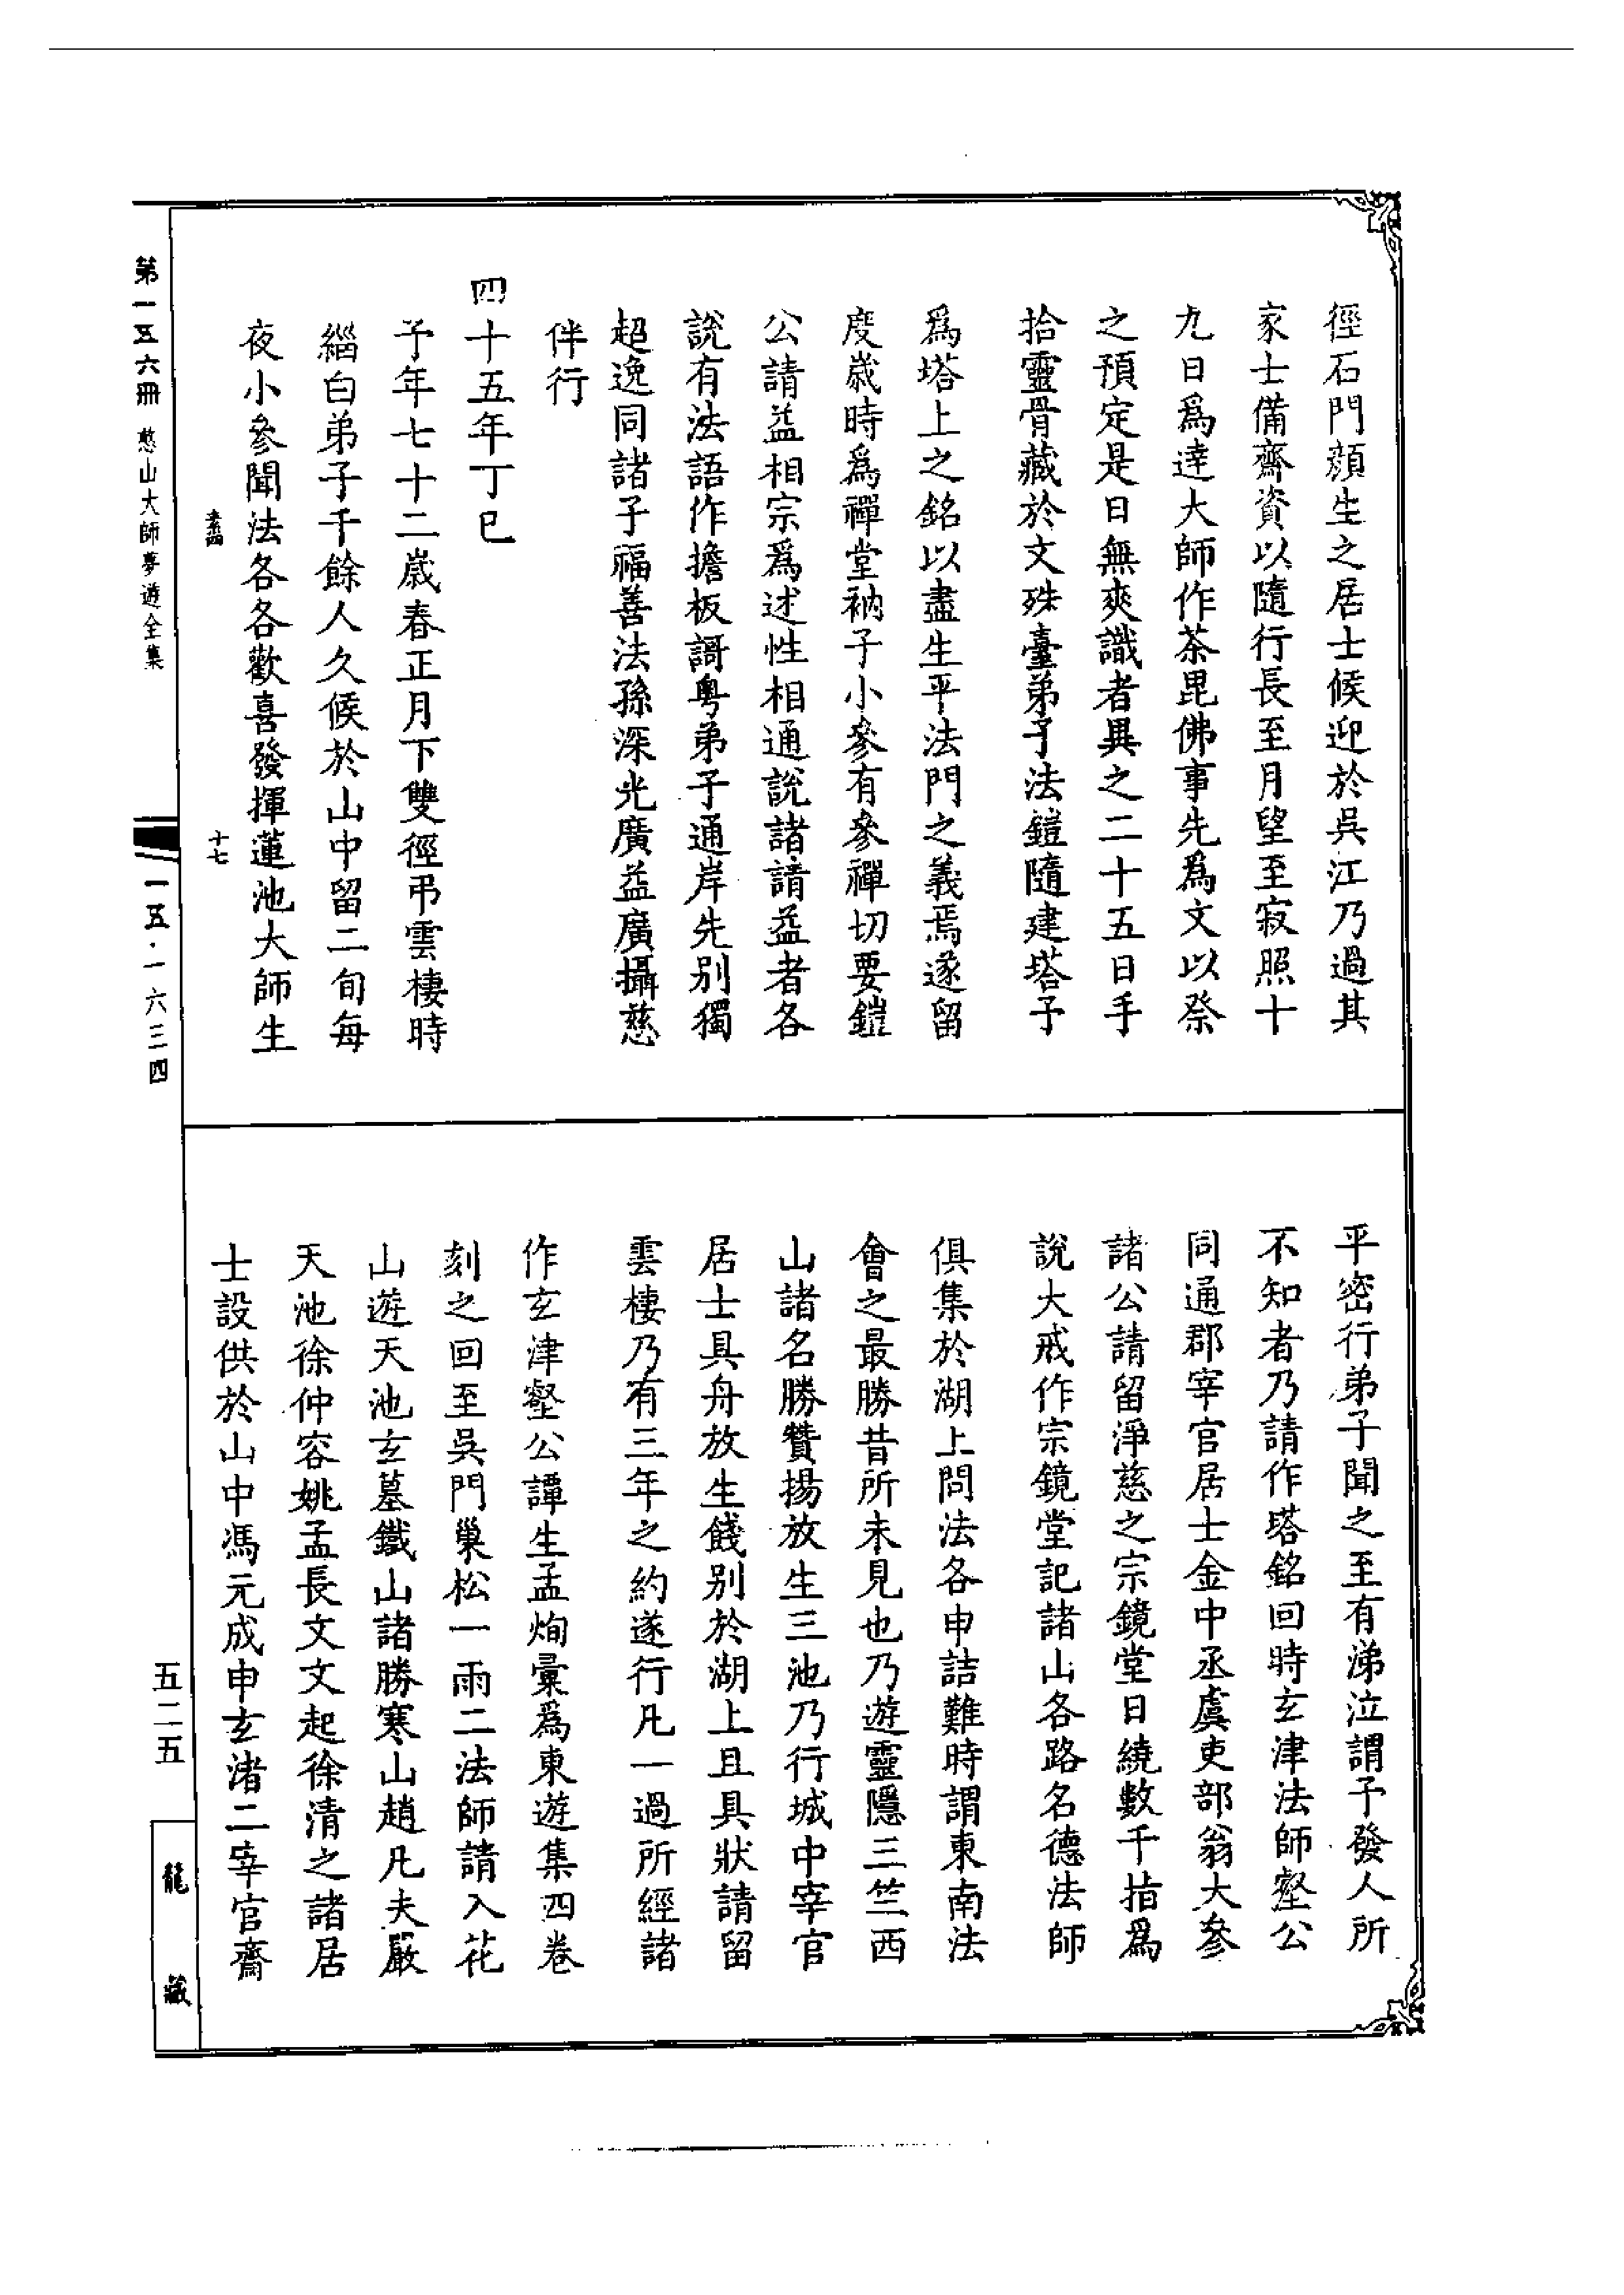 徑石門顏生之居士候迎於吳江乃過其
家士備齋資以隨行長至月望至寂照十
九日爲達大師作茶毘佛事先爲文以祭
之預定是日無爽識者異之二十五日手
拾靈骨藏於文殊臺弟子法鎧隨建塔予
爲塔上之銘以盡生平法門之義焉遂留
度歲時爲禪堂衲子小參有參禪切要鎧
公請益相宗爲述性相通說諸請益者各
說有法語作擔板謌粵弟子通岸先別獨
超逸同諸子福善法孫深光廣益廣攝慈
伴行
四十五年丁巳
予年七十二歲春正月下雙徑弔雲棲時
緇白弟子千餘人久候於山中留二旬每
夜小參聞法各各歡喜發揮蓮池大師生
十七
平密行弟子聞之至有涕泣謂予發人所
不知者乃請作塔銘回時玄津法師壑公
同通郡宰官居士金中丞虞吏部翁大參
諸公請留淨慈之宗鏡堂日繞數千指爲
說大戒作宗鏡堂記諸山各路名德法師
俱集於湖上問法各申詰難時謂東南法
會之最勝昔所未見也乃遊靈隱三竺西
山諸名勝贊揚放生三池乃行城中宰官
居士具舟放生餞別於湖上且具狀請留
雲棲乃有三年之約遂行凡一過所經諸
作玄津壑公譚生孟恂彙爲東遊集四卷
刻之回至吳門巢松一雨二法師請入花
山遊天池玄墓鐵山諸勝寒山趙凡夫嚴
天池徐仲容姚孟長文文起徐清之諸居
士設供於山中馮元成申玄渚二宰官齋
第一五六冊 憨山大師夢遊全集
一五·一六三四
五二五
龍藏